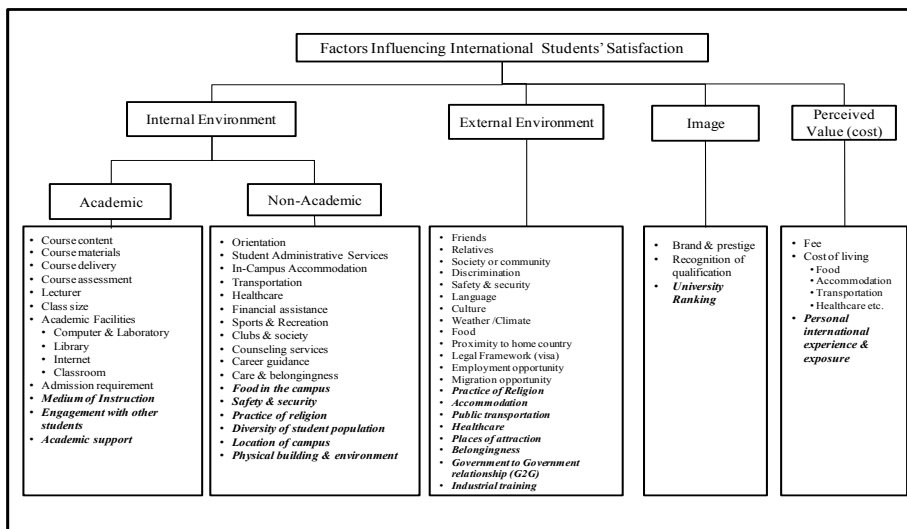 Factors Influencing International Students' Satisfaction
Internal Environment
External Environment
Image
Perceived
Value (cost)
Academic
Non-Academic
• Course content
• Course materials
• Course delivery
• Course assessment
• Lecturer
• Class size
• Academic Facilities
• Computer & Laboratory
• Library
• Internet
• Classroom
• Admission requirement
• Medium of Instruction
• Engagement with other
students
• Academic support
• Orientation
• Student Administrative Services
• In-Campus Accommodation
• Transportation
• Healthcare
• Financial assistance
• Sports & Recreation
• Clubs & society
• Counseling services
• Career guidance
• Care & belongingness
• Food in the campus
• Safety & security
• Practice of religion
• Diversity of student population
• Location of campus
• Physical building & environment
• Friends
• Relatives
• Society or community
• Discrimination
• Safety & security
• Language
• Culture
• Weather /Climate
• Food
• Proximity to home country
• Legal Framework (visa)
• Employment opportunity
• Migration opportunity
• Practice of Religion
• Accommodation
• Public transportation
• Healthcare
• Places of attraction
• Belongingness
• Government to Government
relationship (G2G)
• Industrial training
• Brand & prestige
• Recognition of
qualification
• University
Ranking
• Fee
• Cost of living
• Food
• Accommodation
• Transportation
• Healthcare etc.
• Personal
international
experience &
exposure